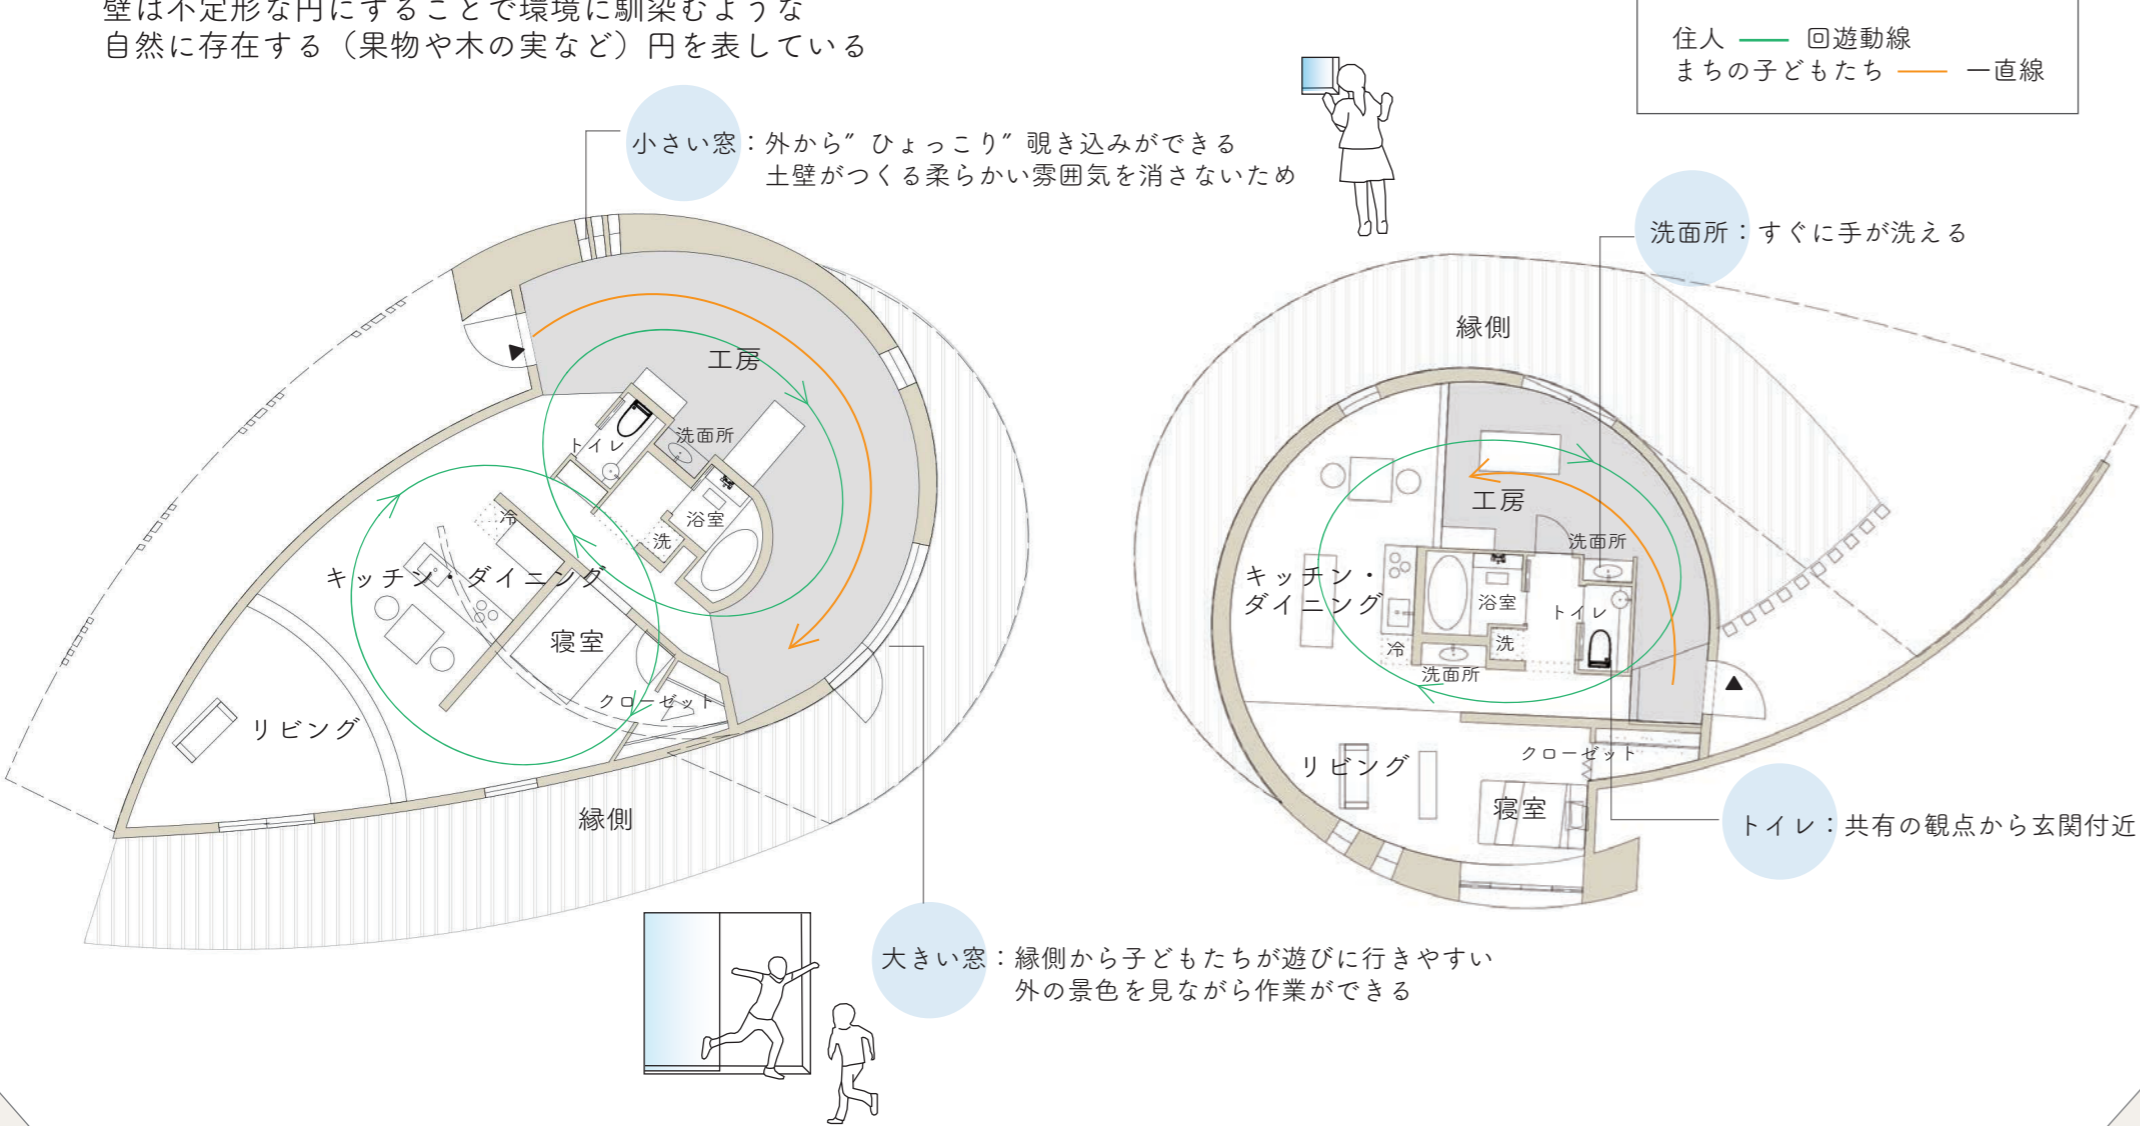 壁は不定形な円にすることで環境に馴染むような
自然に存在する（果物や木の実など）円を表している
住人 回遊動線
まちの子どもたち 一直線
小さい窓：外から”ひょっこり”覗き込みができる
土壁がつくる柔らかい雰囲気を消さないため
洗面所：すぐに手が洗える
工房
トイレ
洗面所
浴室
洗
冷
キッチン・ダイニング
寝室
クローゼット
リビング
縁側
縁側
工房
洗面所
キッチン・
ダイニング
浴室
トイレ
冷
洗
洗面所
クローゼット
リビング
寝室
トイレ：共有の観点から玄関付近
大きい窓：縁側から子どもたちが遊びに行きやすい
外の景色を見ながら作業ができる